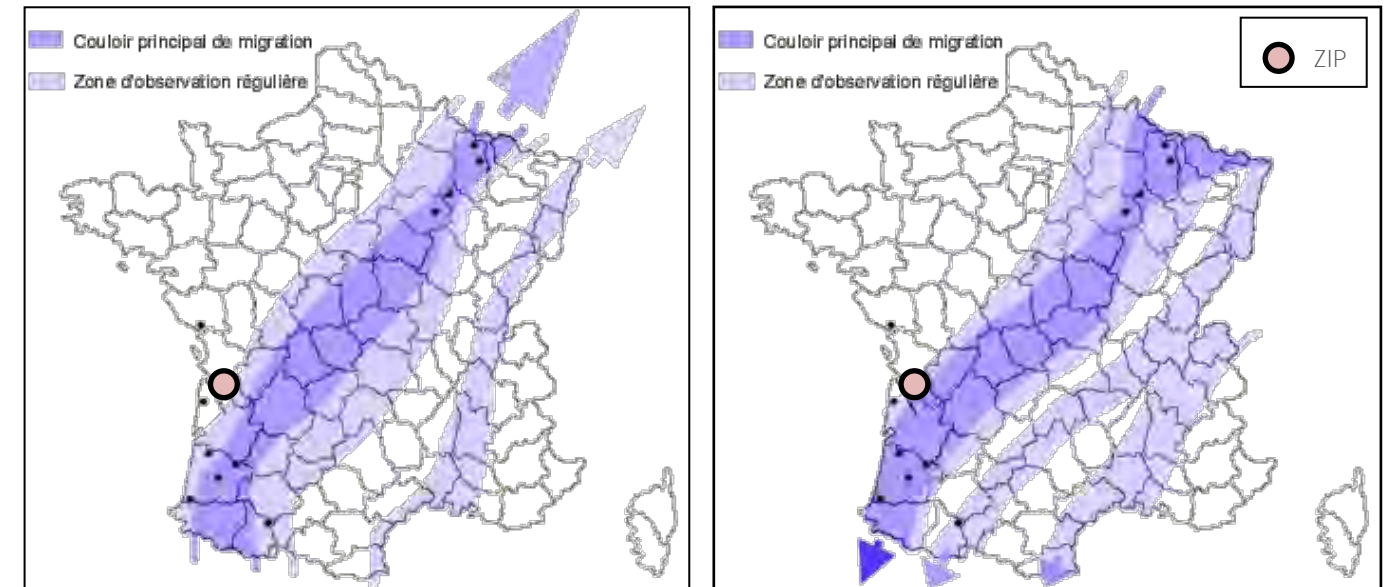 Couloir principal de migration
Zone d'observation régulière
Couloir principal de migration
Zone d'observation régulière
ZIP